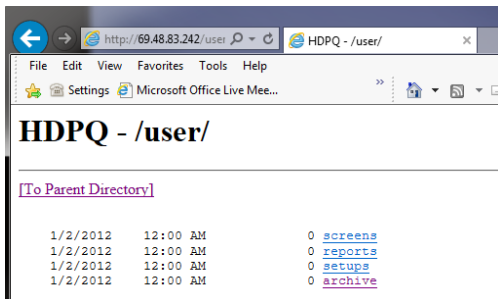 http://69.48.83.242/user
HDPQ - /user/
File Edit View Favorites Tools Help
Settings Microsoft Office Live Mee...
HDPQ - /user/
[To Parent Directory]
1/2/2012 12:00 AM 0 screens
1/2/2012 12:00 AM 0 reports
1/2/2012 12:00 AM 0 setups
1/2/2012 12:00 AM 0 archive